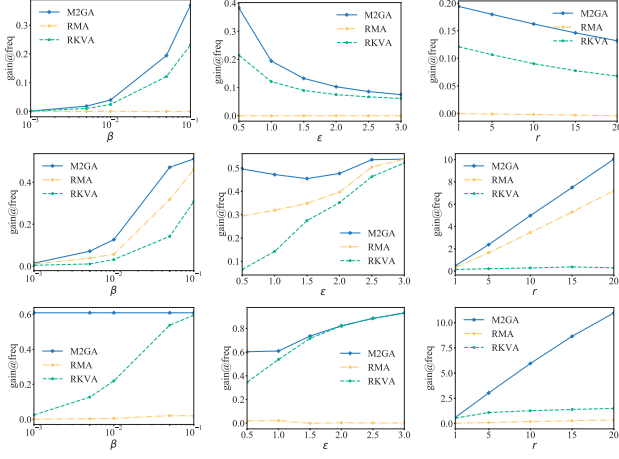 gain@freq
0.4
0.3
0.2
0.1
0.0
M2GA
RMA
RKVA
10⁻³ 10⁻² 10⁻¹
β
gain@freq
0.4
0.3
0.2
0.1
0.0
M2GA
RMA
RKVA
0.5 1.0 1.5 2.0 2.5 3.0
ε
gain@freq
0.20
0.15
0.10
0.05
0.00
M2GA
RMA
RKVA
1 5 10 15 20
r
gain@freq
0.4
0.2
0.0
M2GA
RMA
RKVA
10⁻³ 10⁻² 10⁻¹
β
gain@freq
0.5
0.4
0.3
0.2
0.1
M2GA
RMA
RKVA
0.5 1.0 1.5 2.0 2.5 3.0
ε
gain@freq
10
8
6
4
2
0
M2GA
RMA
RKVA
1 5 10 15 20
r
gain@freq
0.6
0.4
0.2
0.0
M2GA
RMA
RKVA
10⁻³ 10⁻² 10⁻¹
β
gain@freq
0.8
0.6
0.4
0.2
0.0
M2GA
RMA
RKVA
0.5 1.0 1.5 2.0 2.5 3.0
ε
gain@freq
10.0
7.5
5.0
2.5
0.0
M2GA
RMA
RKVA
1 5 10 15 20
r